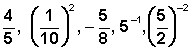 4/5, (1/10)², -5/8, 5⁻¹, (5/2)⁻²